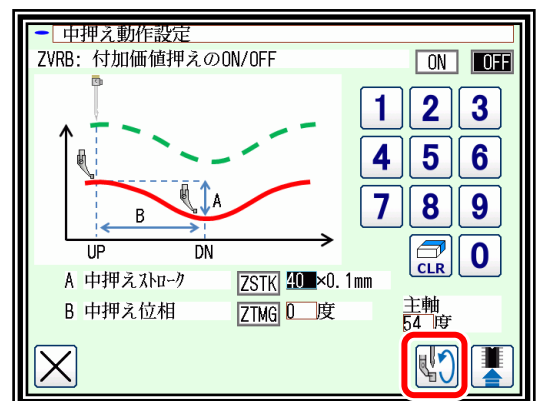 中押え動作設定
ZVRB: 付加価値押えのON/OFF ON OFF
1 2 3
4 5 6
7 8 9
CLR 0
A
B
UP DN
A 中押えストローク ZSTK 40 ×0.1mm
B 中押え位相 ZTMG 0 度
主軸
54 度